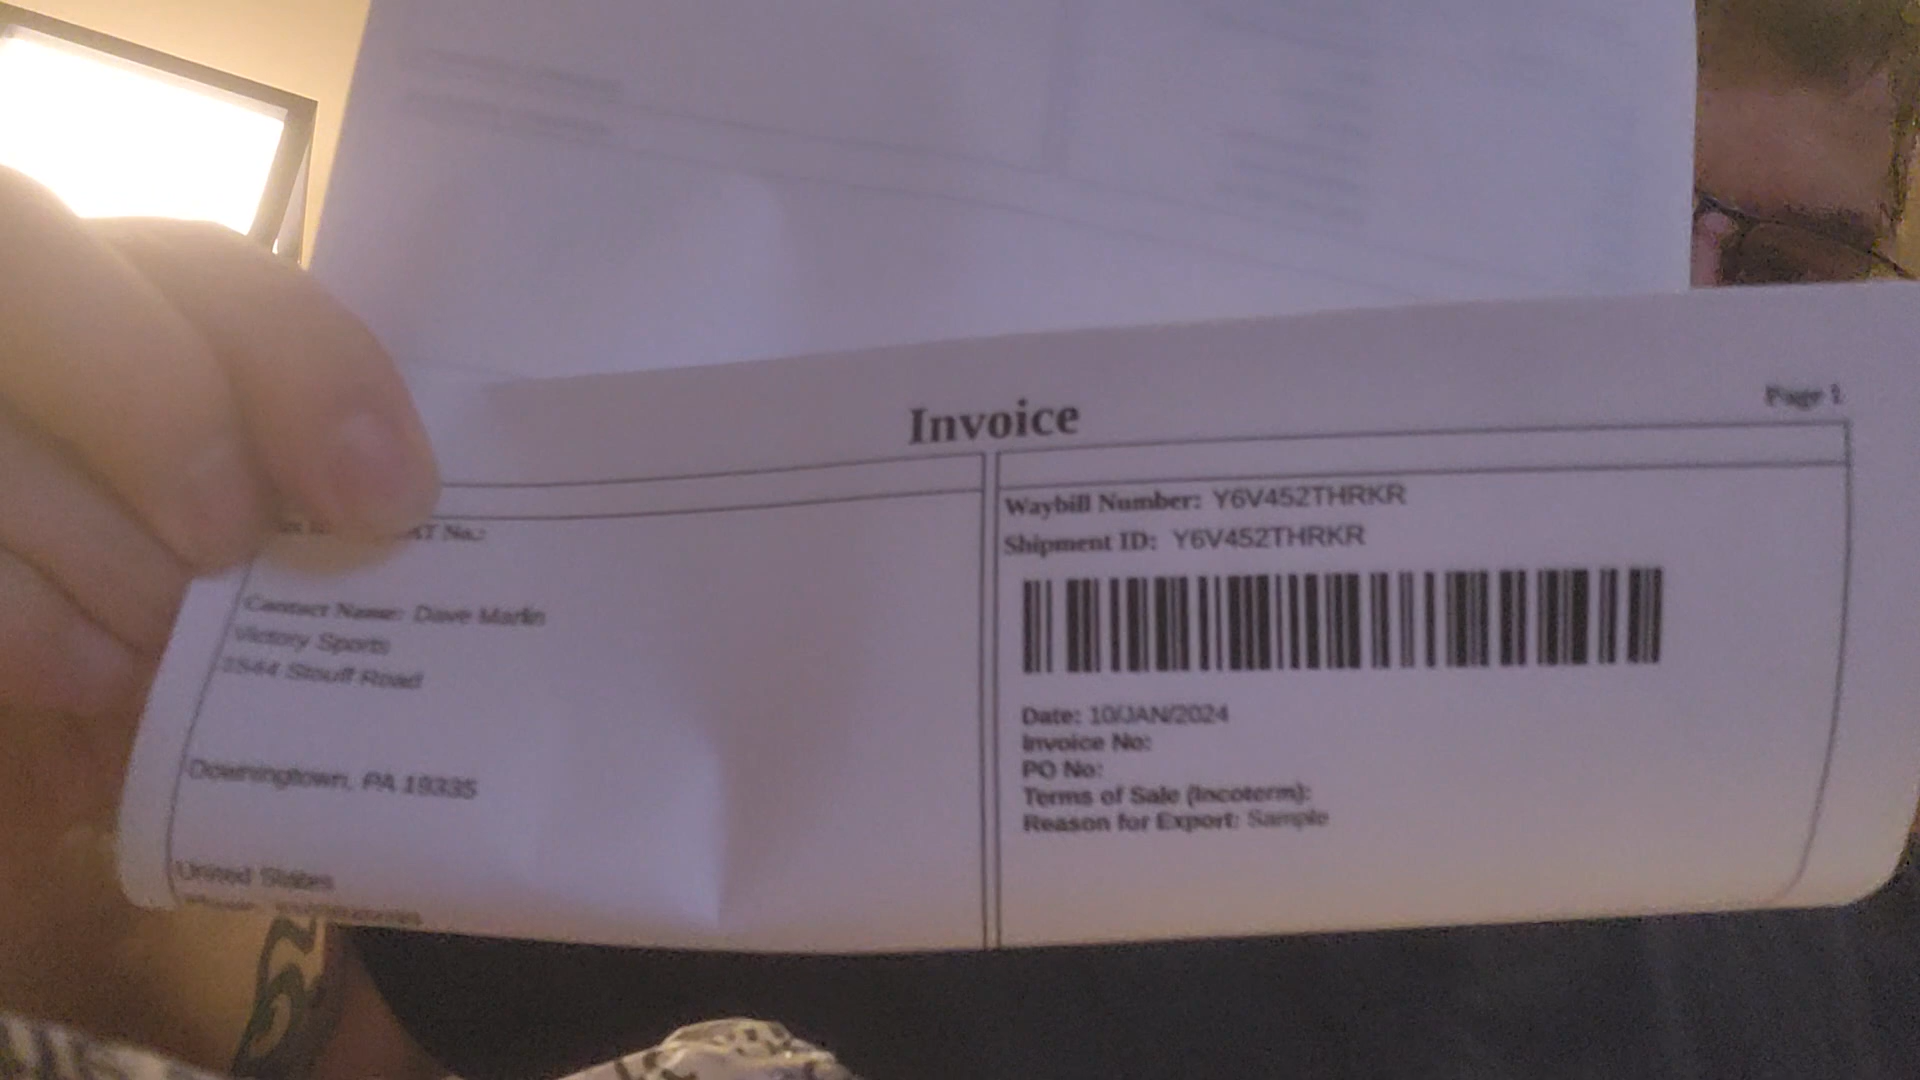 Invoice
Page 1
No.:
Contact Name: Dave Marlin
Victory Sports
Stouff Road
Downingtown, PA 19335
United States
Waybill Number: Y6V452THRKR
Shipment ID: Y6V452THRKR
Date: 10/JAN/2024
Invoice No:
PO No:
Terms of Sale (Incoterm):
Reason for Export: Sample